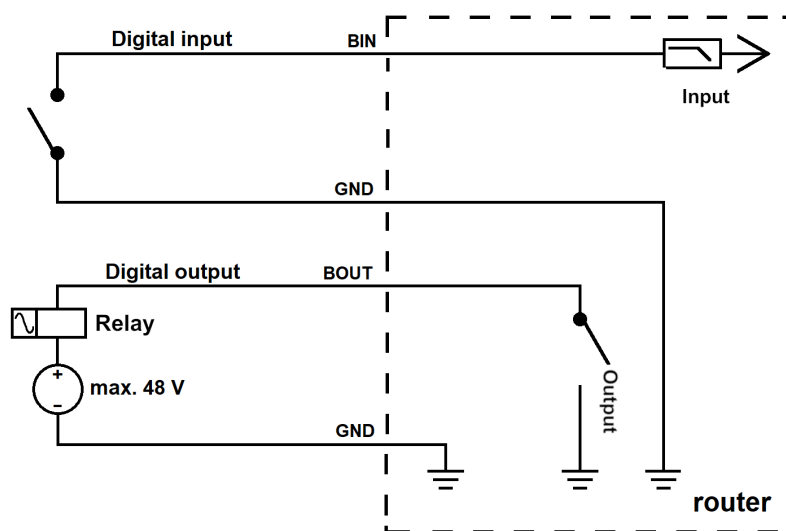 Digital input
BIN
Input
GND
Digital output
BOUT
Relay
+
max. 48 V
–
Output
GND
router